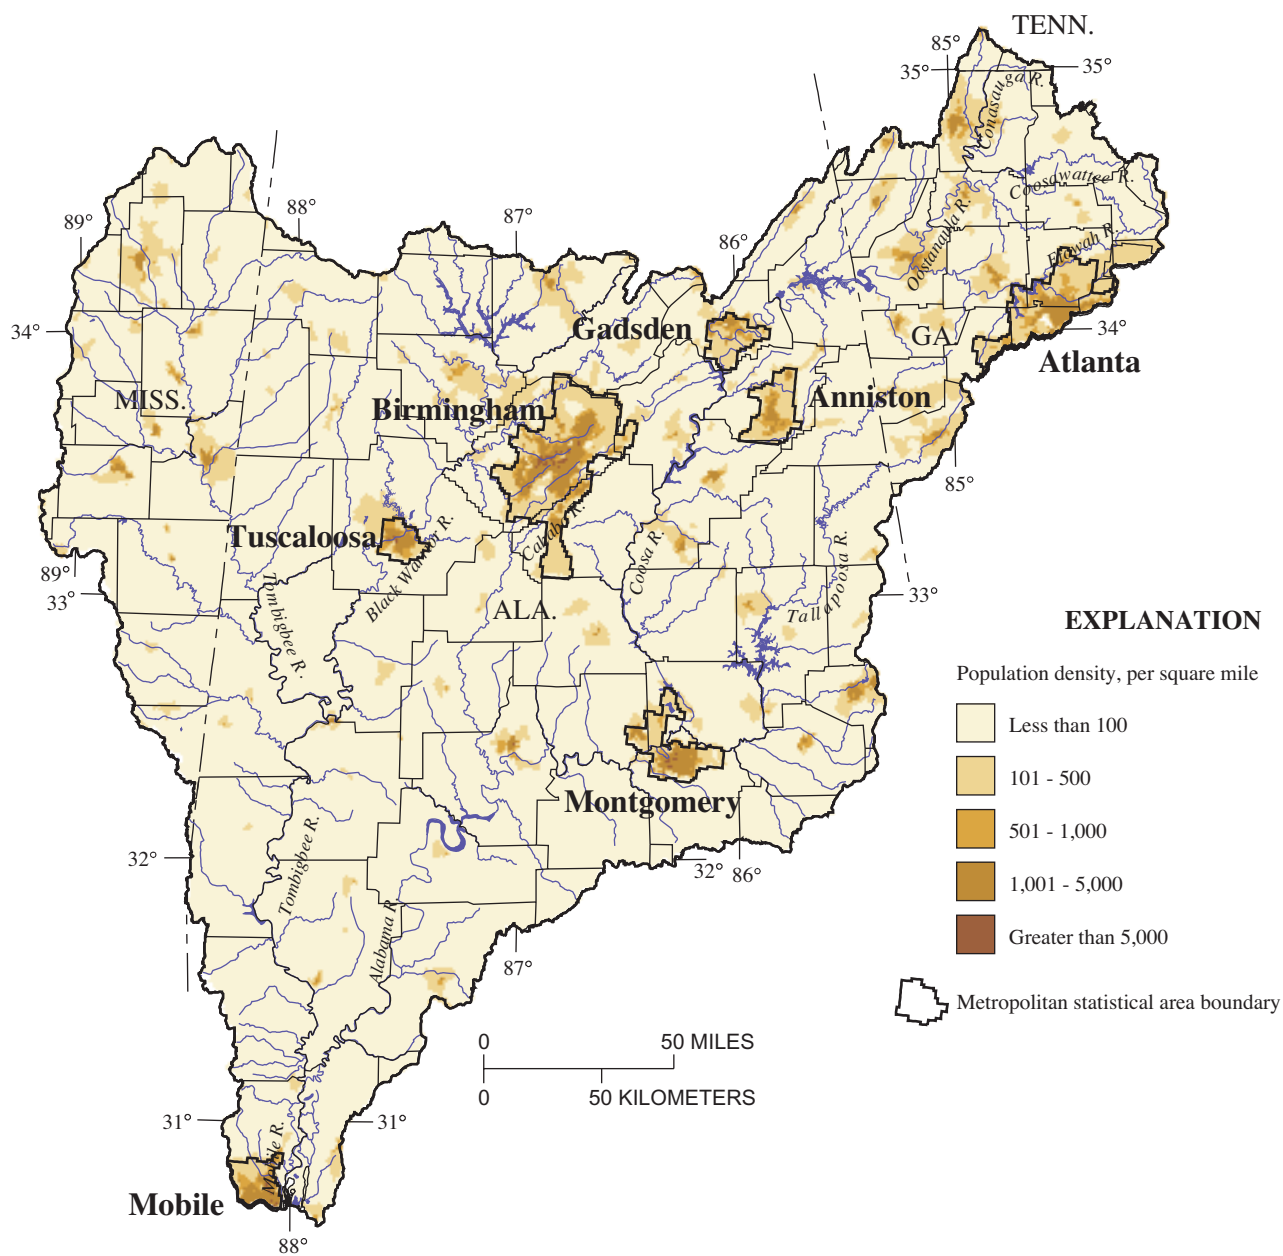 TENN.
85°
35°
35°
Conasauga R.
Coosawattee R.
88°
87°
89°
86°
Oostanaula R.
Etowah R.
34°
Gadsden
GA.
34°
Atlanta
MISS.
Birmingham
Anniston
85°
Tuscaloosa
Black Warrior R.
Cahaba R.
Coosa R.
Tallapoosa R.
89°
33°
Tombigbee R.
ALA.
33°
EXPLANATION
Population density, per square mile
Less than 100
101 - 500
501 - 1,000
1,001 - 5,000
Greater than 5,000
Metropolitan statistical area boundary
Montgomery
32°
Tombigbee R.
32°
86°
Alabama R.
87°
0 50 MILES
0 50 KILOMETERS
31°
31°
Mobile R.
Mobile
88°